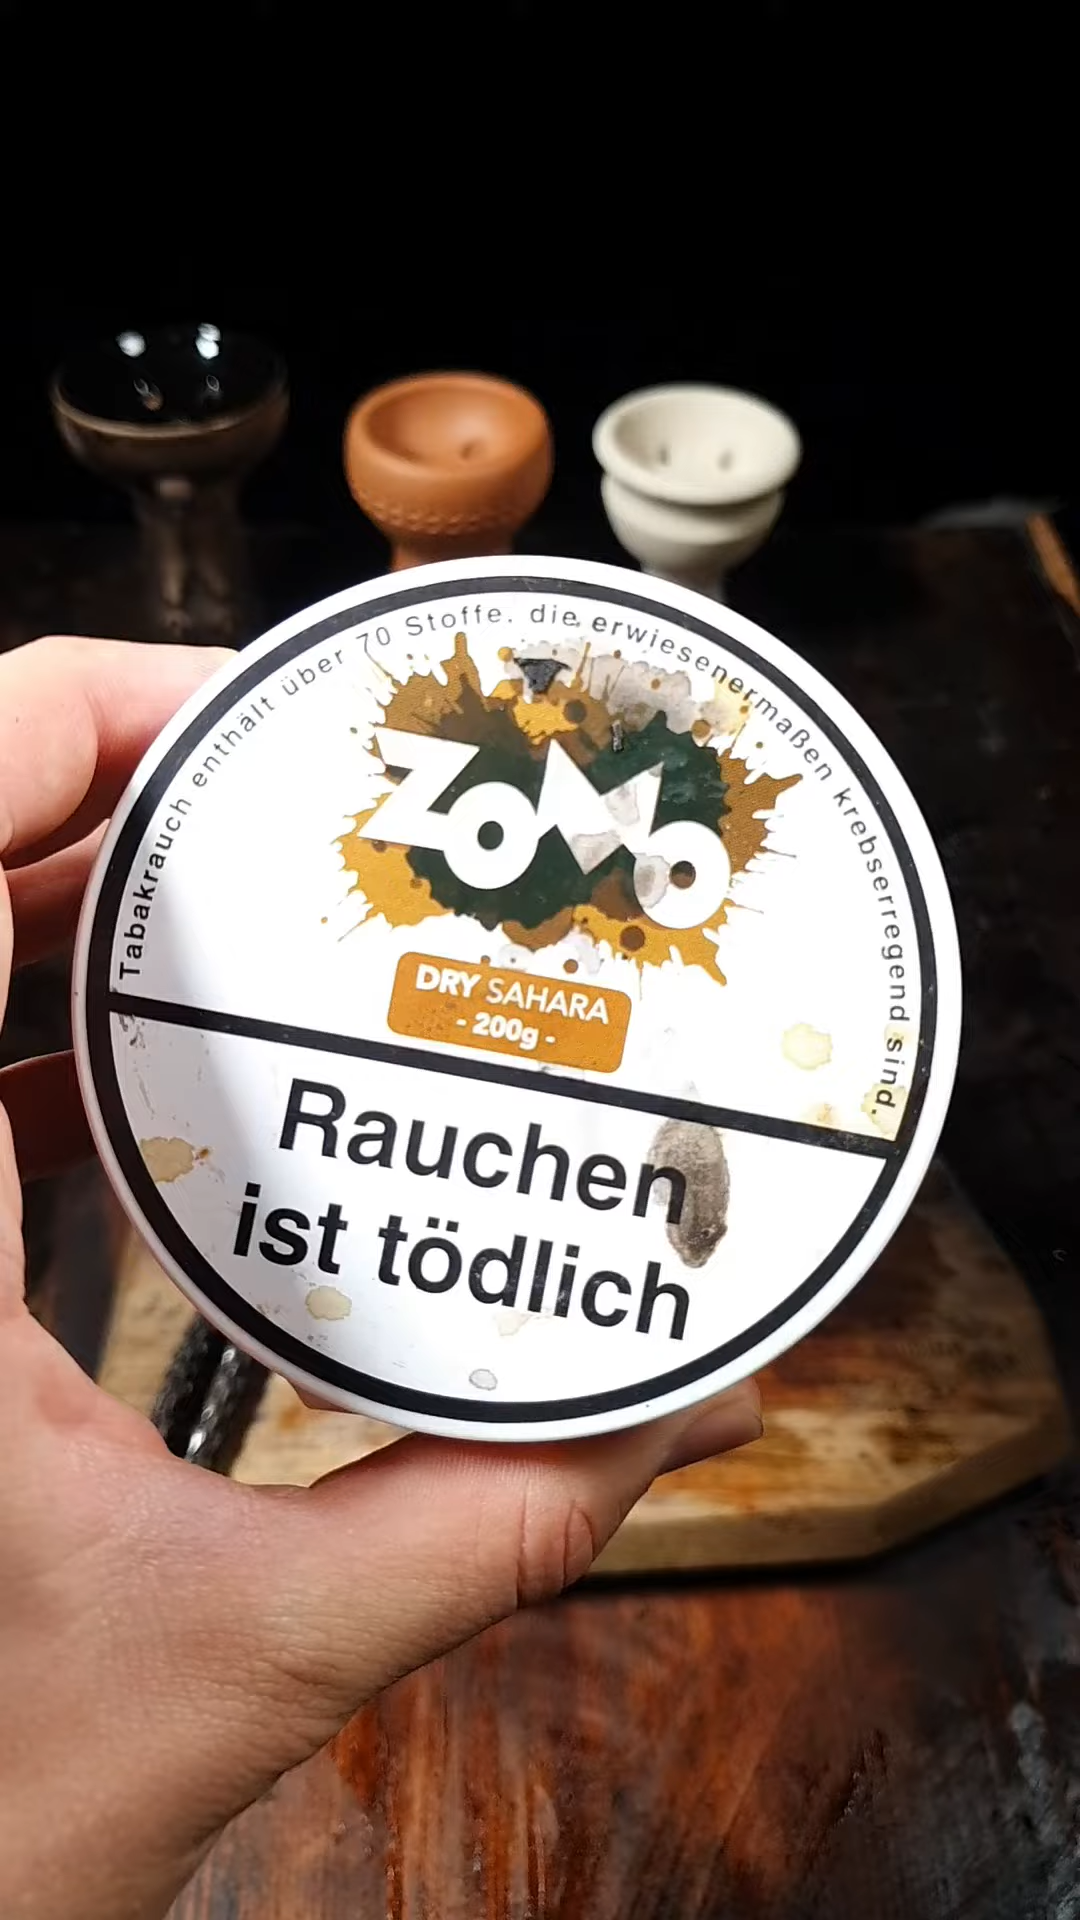 Tabakrauch enthält über 70 Stoffe, die erwiesenermaßen krebserregend sind.
ZoMo
DRY SAHARA
- 200g -
Rauchen
ist tödlich